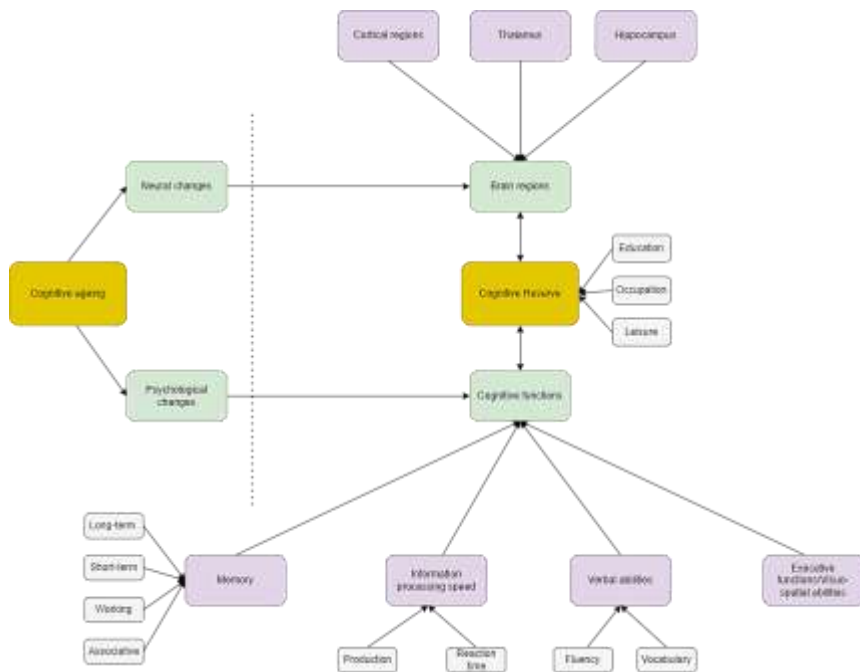 Cortical regions
Thalamus
Hippocampus
Neural changes
Brain regions
Education
Cognitive ageing
Cognitive Reserve
Occupation
Leisure
Psychological
changes
Cognitive functions
Long-term
Short-term
Working
Associative
Memory
Information
processing speed
Verbal abilities
Executive
functions/Visuo-
spatial abilities
Production
Reaction
time
Fluency
Vocabulary